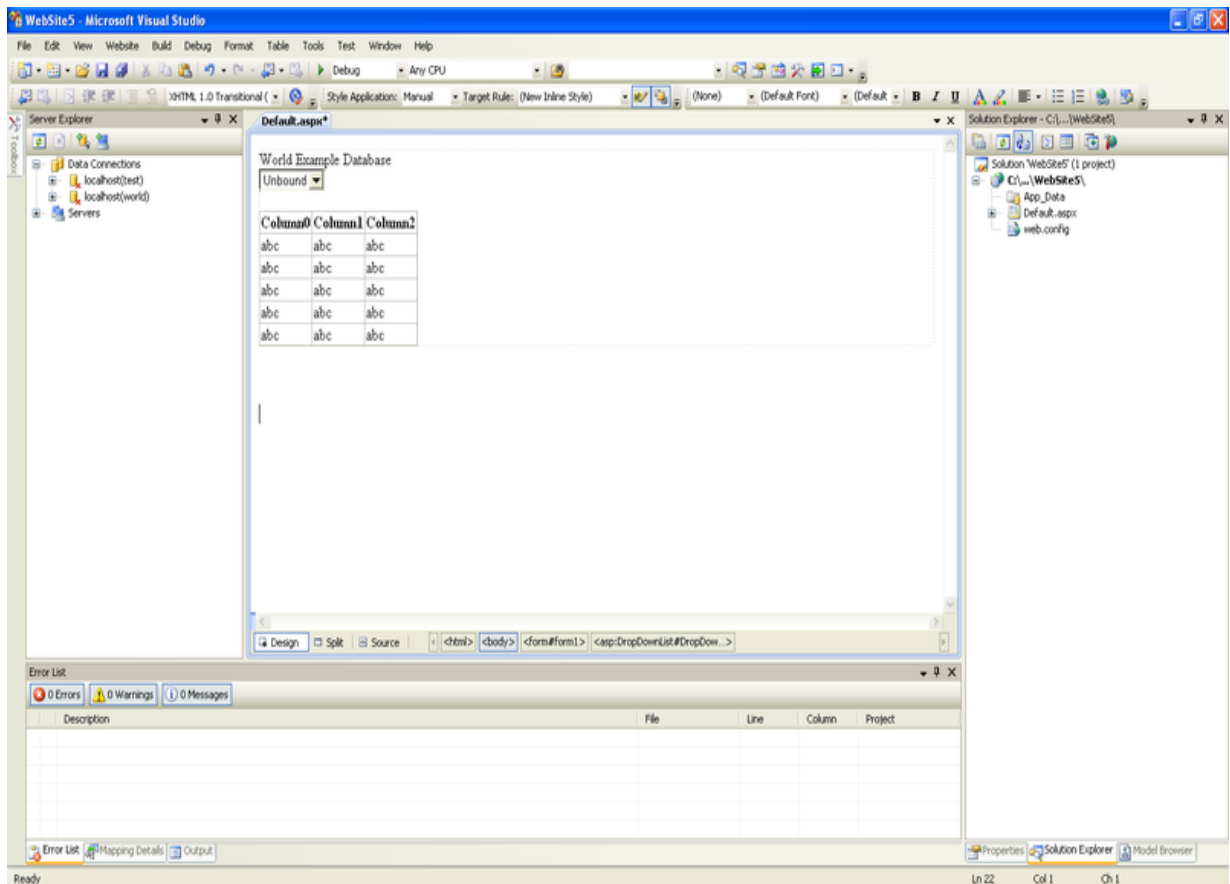 WebSite5 - Microsoft Visual Studio
File Edit View Website Build Debug Format Table Tools Test Window Help
Debug Any CPU
XHTML 1.0 Transitional ( Style Application: Manual Target Rule: (New Inline Style) (None) (Default Font) (Default B I U
Toolbox
Server Explorer
Data Connections
localhost(test)
localhost(world)
Servers
Default.aspx*
World Example Database
Unbound
Column0 Column1 Column2
abc abc abc
abc abc abc
abc abc abc
abc abc abc
abc abc abc
Design Split Source <html> <body> <form#form1> <asp:DropDownList#DropDow...>
Solution Explorer - C:\...\WebSite5\
Solution 'WebSite5' (1 project)
C:\...\WebSite5\
App_Data
Default.aspx
web.config
Error List
0 Errors 0 Warnings 0 Messages
Description File Line Column Project
Error List Mapping Details Output
Properties Solution Explorer Model Browser
Ready Ln 22 Col 1 Ch 1